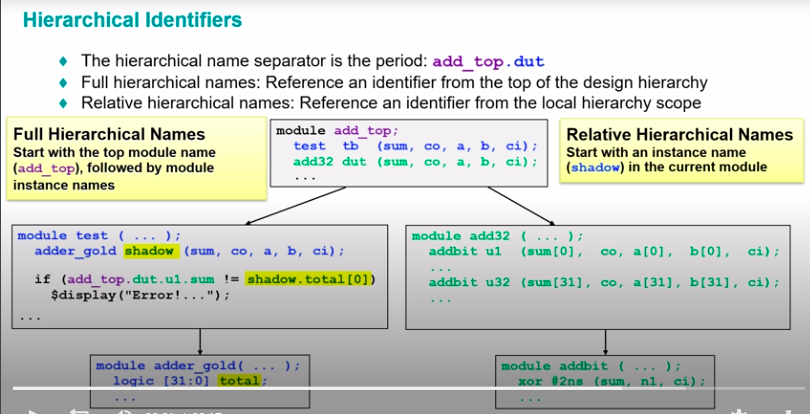 Hierarchical Identifiers
The hierarchical name separator is the period: add_top.dut
Full hierarchical names: Reference an identifier from the top of the design hierarchy
Relative hierarchical names: Reference an identifier from the local hierarchy scope
Full Hierarchical Names
Start with the top module name
(add_top), followed by module
instance names
module add_top;
test tb (sum, co, a, b, ci);
add32 dut (sum, co, a, b, ci);
...
Relative Hierarchical Names
Start with an instance name
(shadow) in the current module
module test ( ... );
adder_gold shadow (sum, co, a, b, ci);
if (add_top.dut.u1.sum != shadow.total[0])
$display("Error!...");
...
module add32 ( ... );
addbit u1 (sum[0], co, a[0], b[0], ci);
...
addbit u32 (sum[31], co, a[31], b[31], ci);
...
module adder_gold( ... );
logic [31:0] total;
...
module addbit ( ... );
xor #2ns (sum, n1, ci);
...